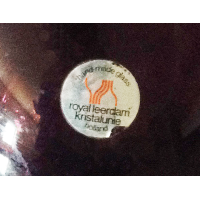 hand made glass
royal leerdam
kristalunie
holland